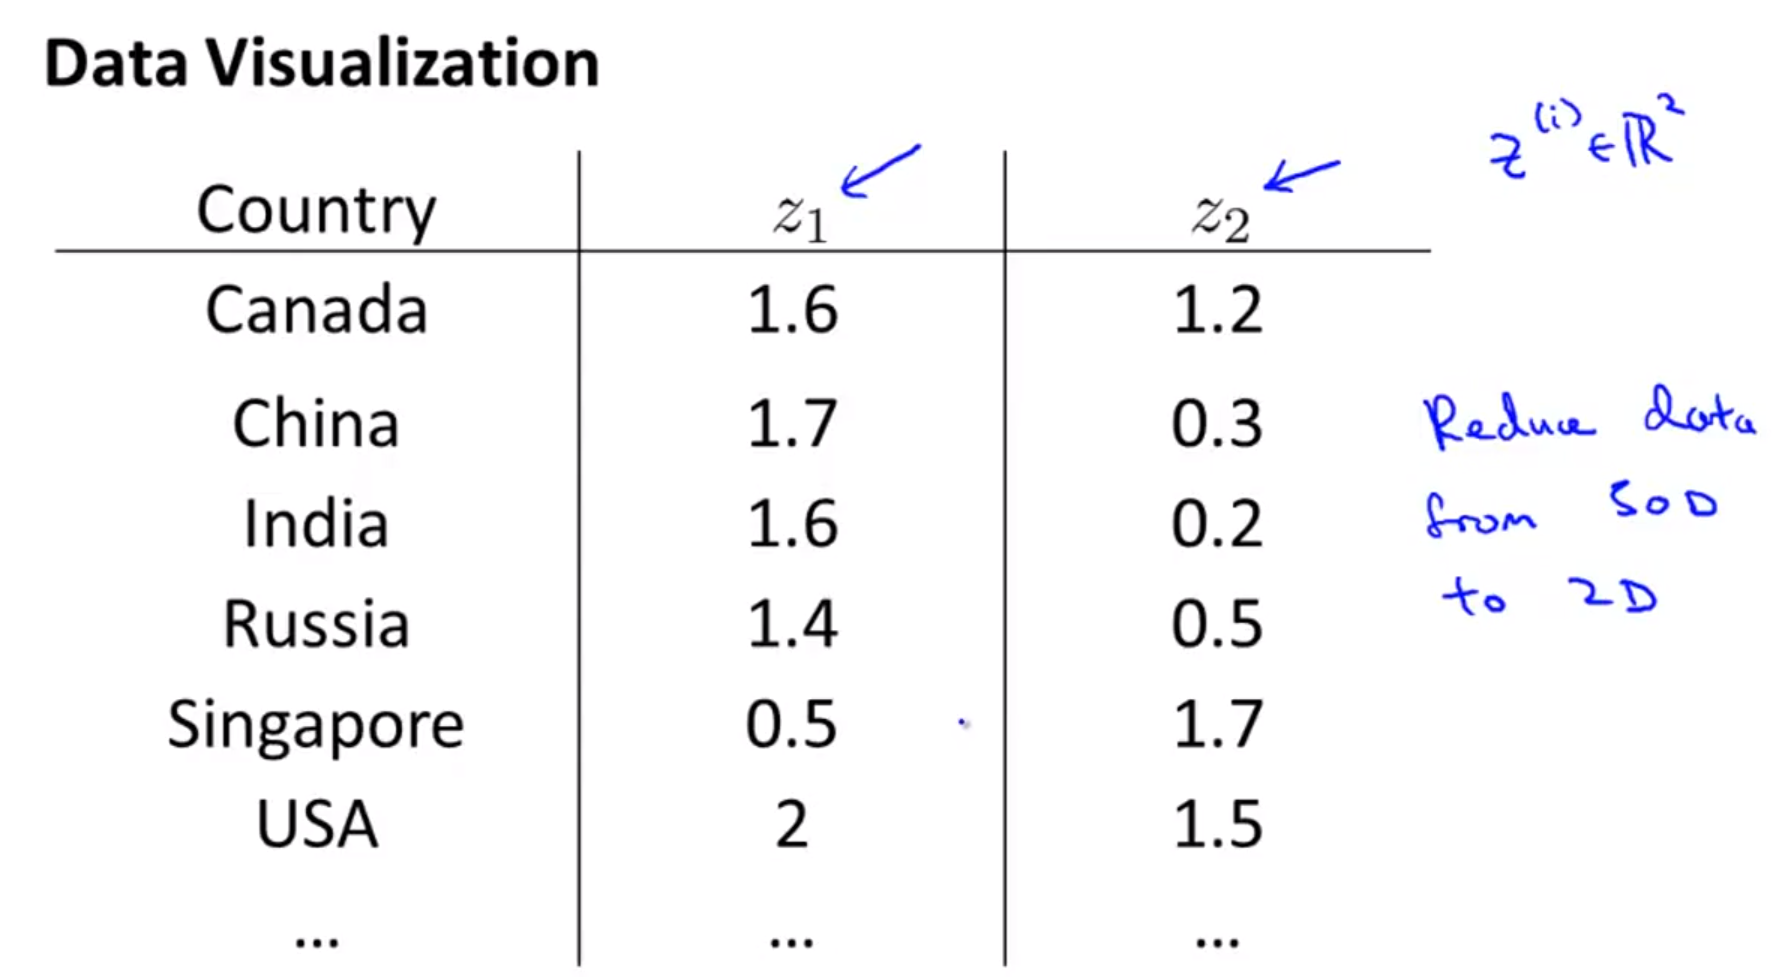 Data Visualization
z^(i) ∈ ℝ^2
Country z_1 z_2
Canada 1.6 1.2
China 1.7 0.3
Reduce data
India 1.6 0.2
from 50D
Russia 1.4 0.5
to 2D
Singapore 0.5 1.7
USA 2 1.5
... ... ...